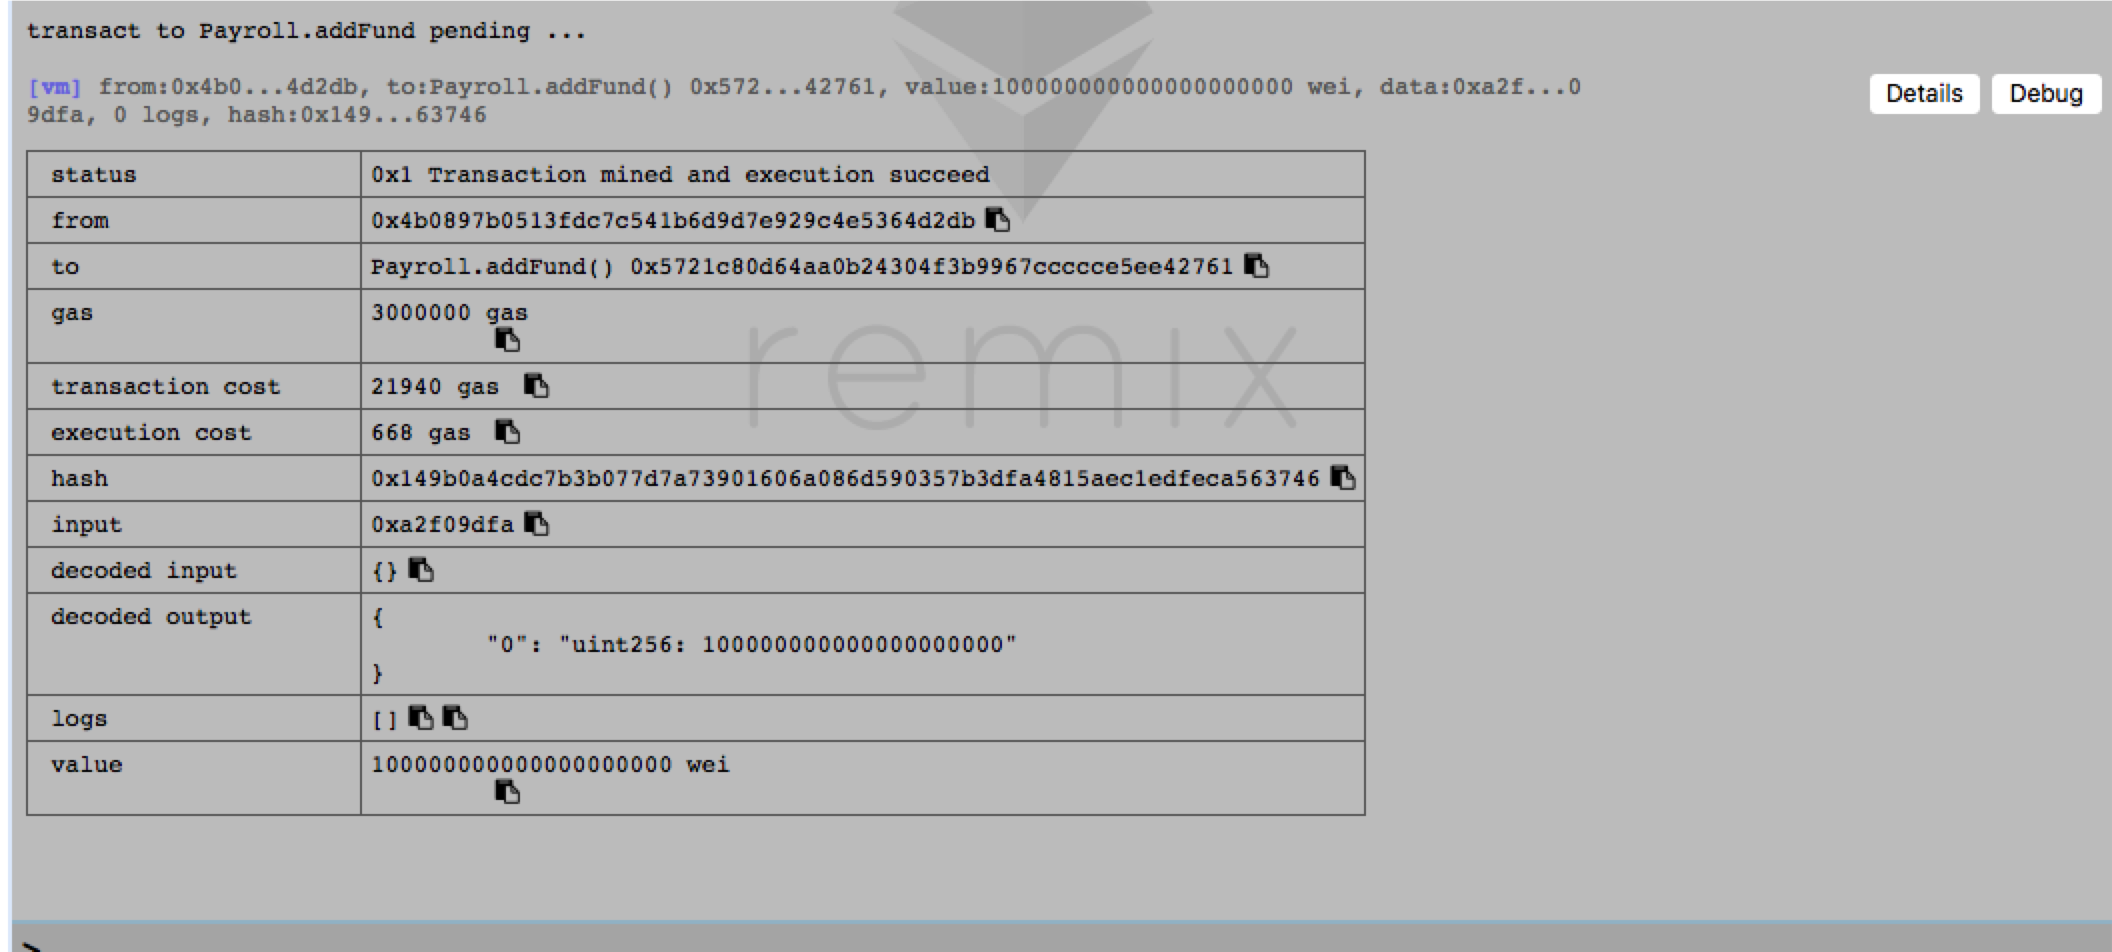 transact to Payroll.addFund pending ...
[vm] from:0x4b0...4d2db, to:Payroll.addFund() 0x572...42761, value:100000000000000000000 wei, data:0xa2f...0
9dfa, 0 logs, hash:0x149...63746
Details
Debug
status 0x1 Transaction mined and execution succeed
from 0x4b0897b0513fdc7c541b6d9d7e929c4e5364d2db
to Payroll.addFund() 0x5721c80d64aa0b24304f3b9967ccccce5ee42761
gas 3000000 gas
remix
transaction cost 21940 gas
execution cost 668 gas
hash 0x149b0a4cdc7b3b077d7a73901606a086d590357b3dfa4815aec1edfeca563746
input 0xa2f09dfa
decoded input {}
decoded output {
"0": "uint256: 100000000000000000000"
}
logs []
value 100000000000000000000 wei
>